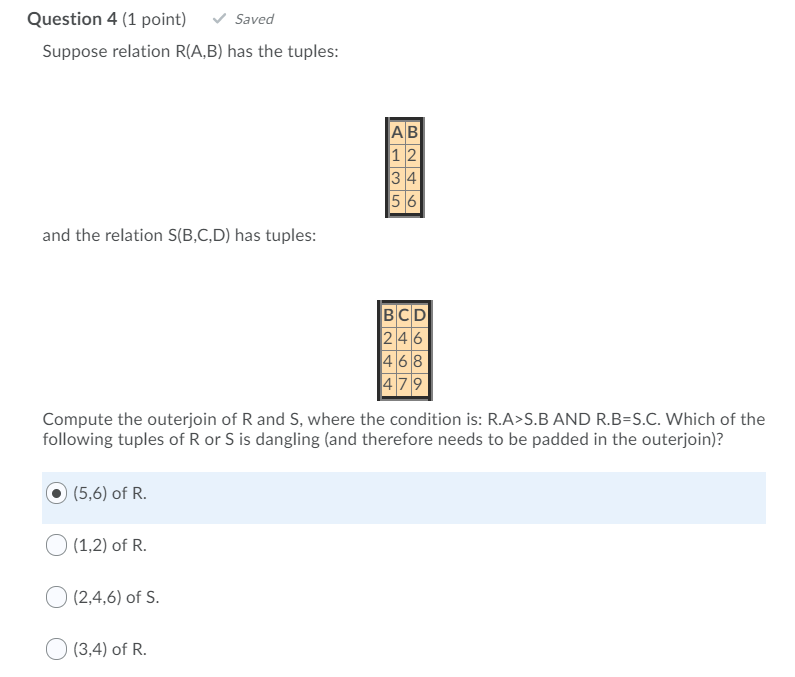 Question 4 (1 point) Saved
Suppose relation R(A,B) has the tuples:
A B
1 2
3 4
5 6
and the relation S(B,C,D) has tuples:
B C D
2 4 6
4 6 8
4 7 9
Compute the outerjoin of R and S, where the condition is: R.A>S.B AND R.B=S.C. Which of the
following tuples of R or S is dangling (and therefore needs to be padded in the outerjoin)?
(5,6) of R.
(1,2) of R.
(2,4,6) of S.
(3,4) of R.